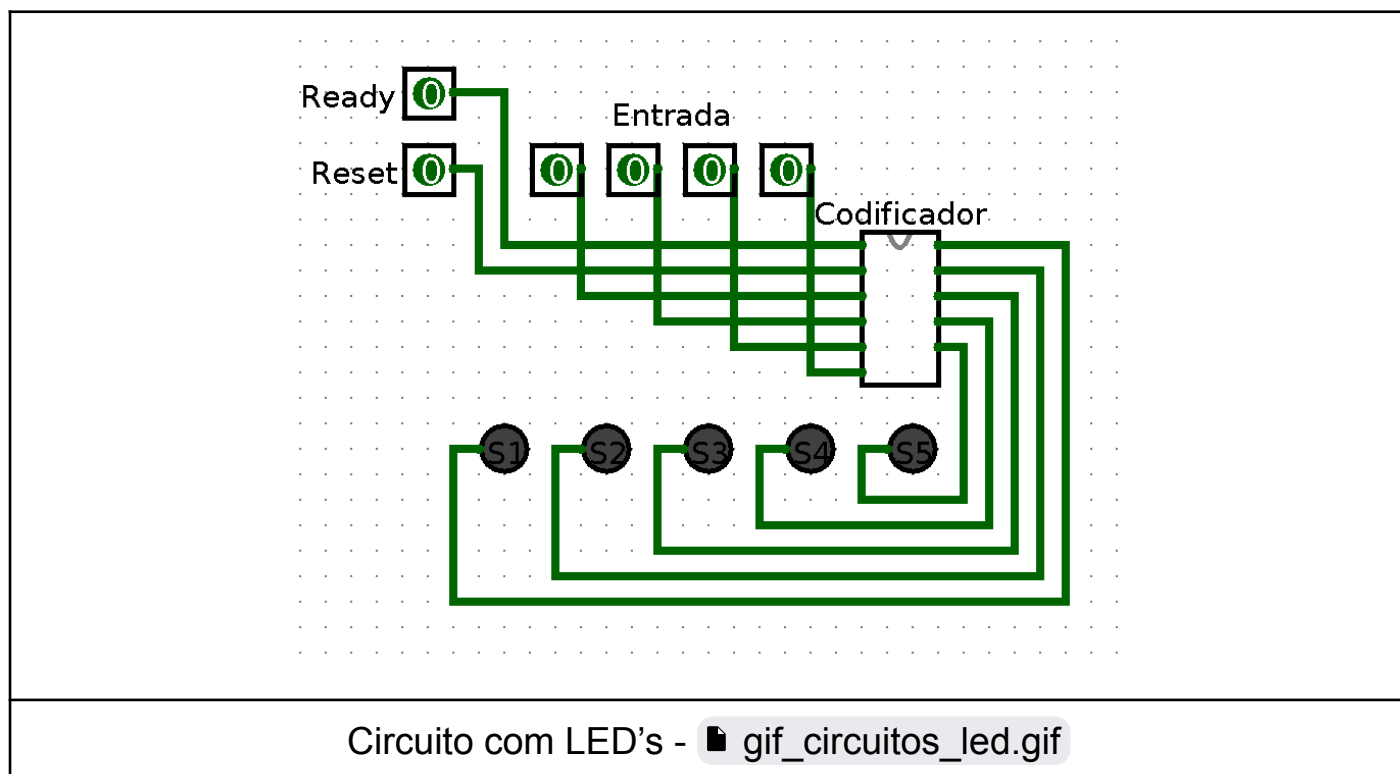 Ready 0
Entrada
Reset 0 0 0 0 0
Codificador
S1 S2 S3 S4 S5
Circuito com LED’s - gif_circuitos_led.gif